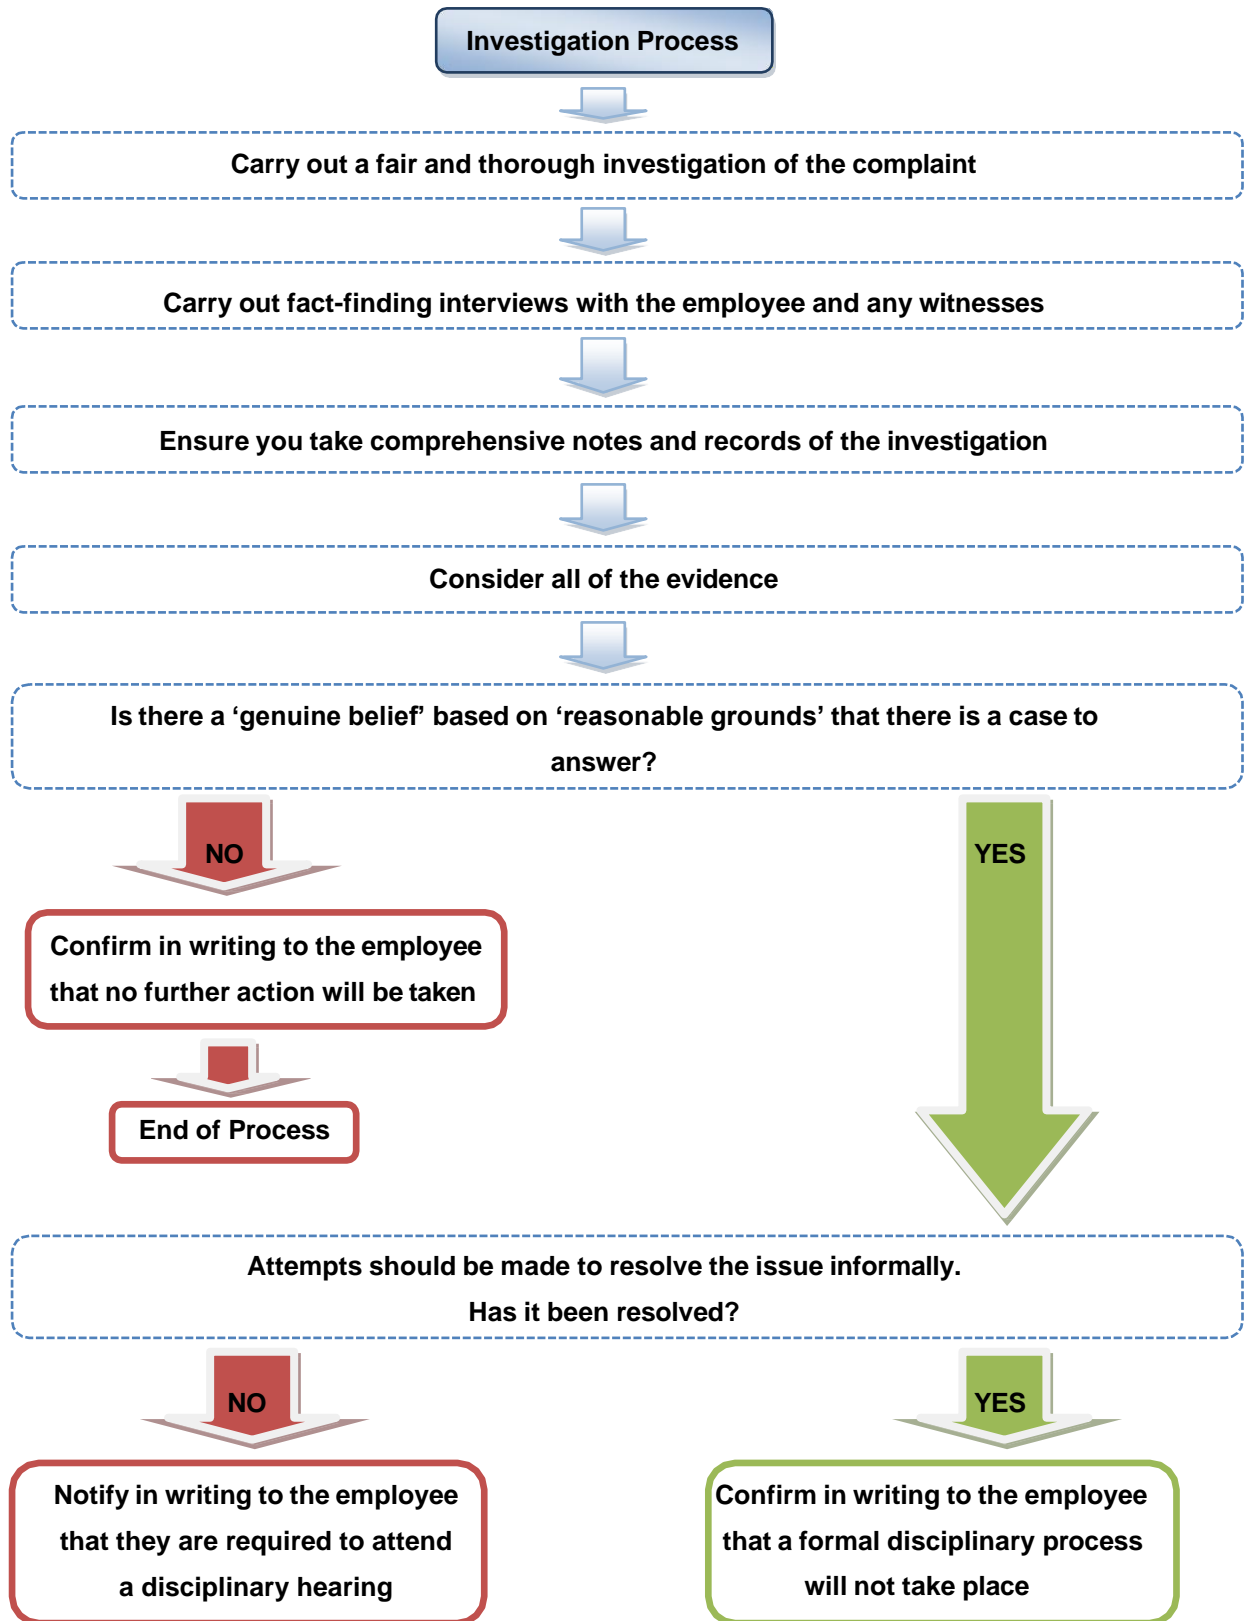 Investigation Process
Carry out a fair and thorough investigation of the complaint
Carry out fact-finding interviews with the employee and any witnesses
Ensure you take comprehensive notes and records of the investigation
Consider all of the evidence
Is there a ‘genuine belief’ based on ‘reasonable grounds’ that there is a case to
answer?
NO
YES
Confirm in writing to the employee
that no further action will be taken
End of Process
Attempts should be made to resolve the issue informally.
Has it been resolved?
NO
YES
Notify in writing to the employee
that they are required to attend
a disciplinary hearing
Confirm in writing to the employee
that a formal disciplinary process
will not take place